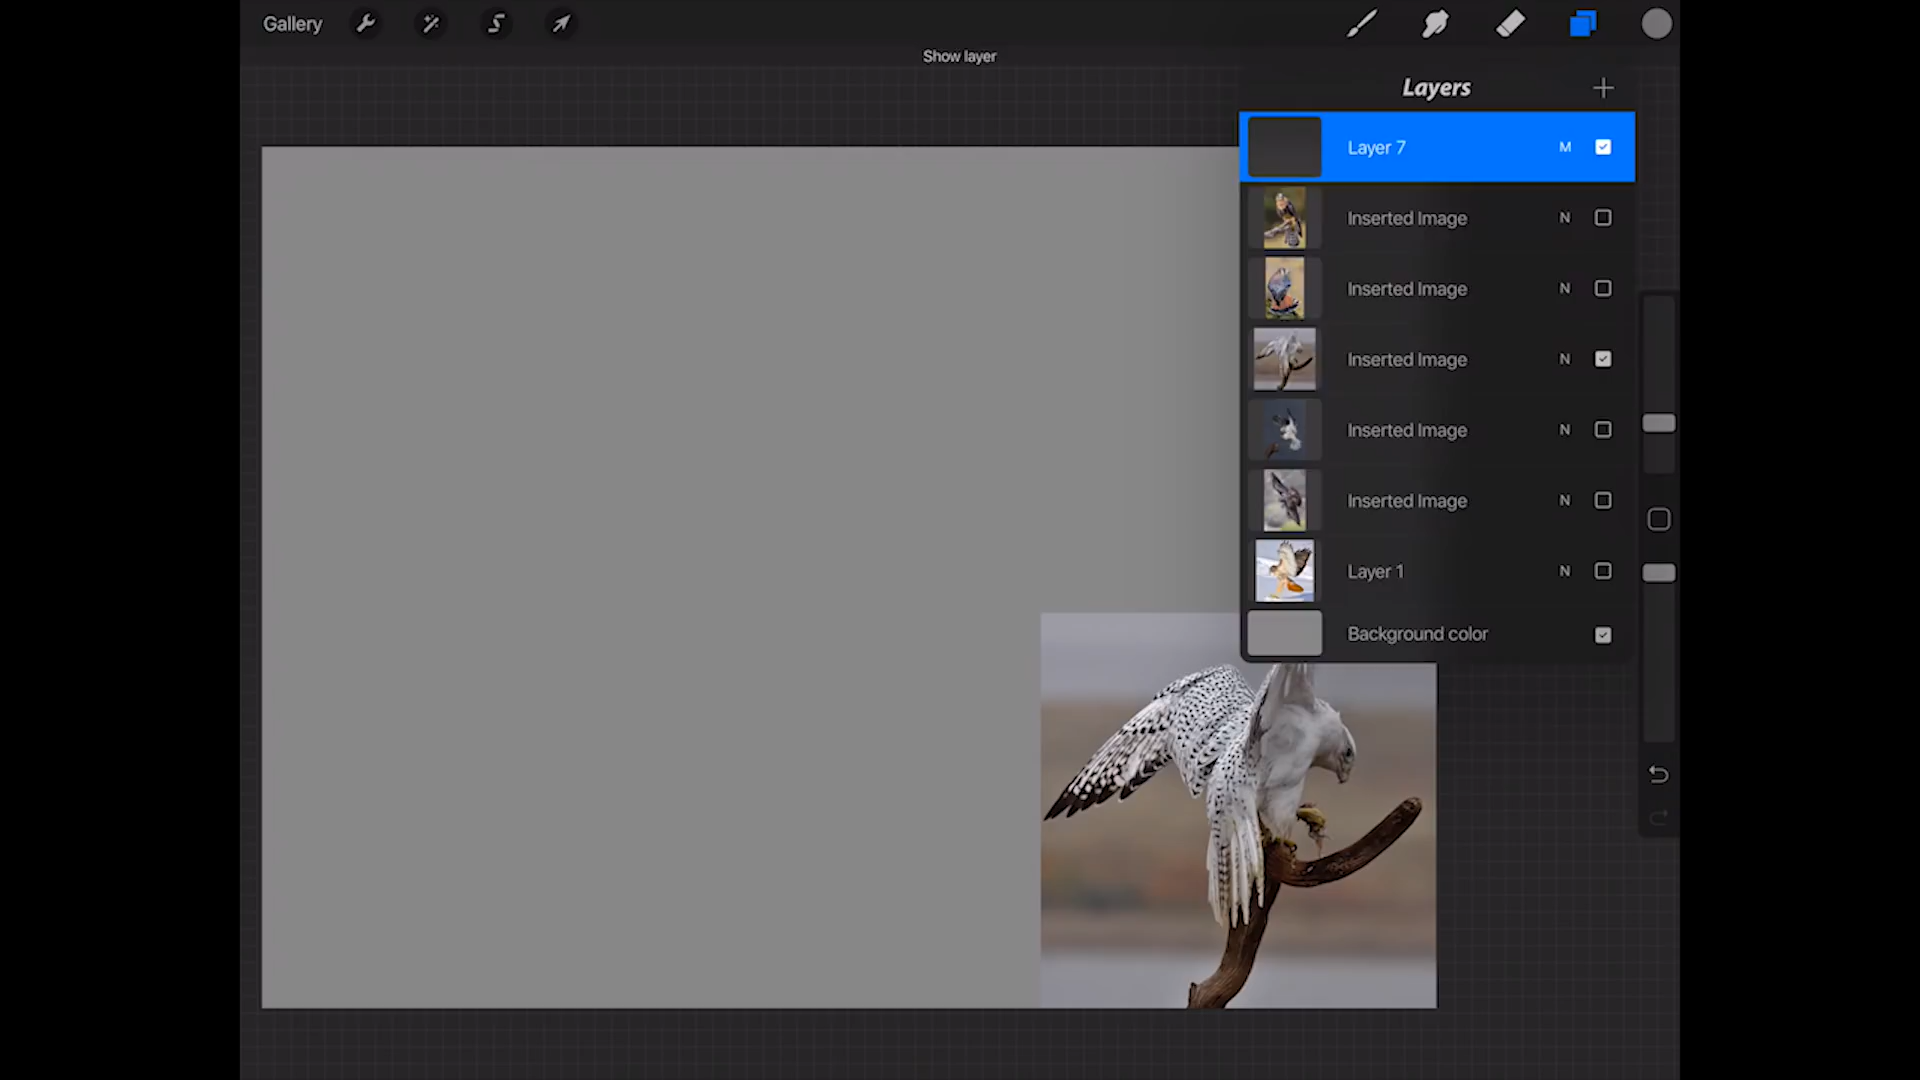 Gallery
Show layer
Layers
Layer 7 M
Inserted Image N
Inserted Image N
Inserted Image N
Inserted Image N
Inserted Image N
Layer 1 N
Background color